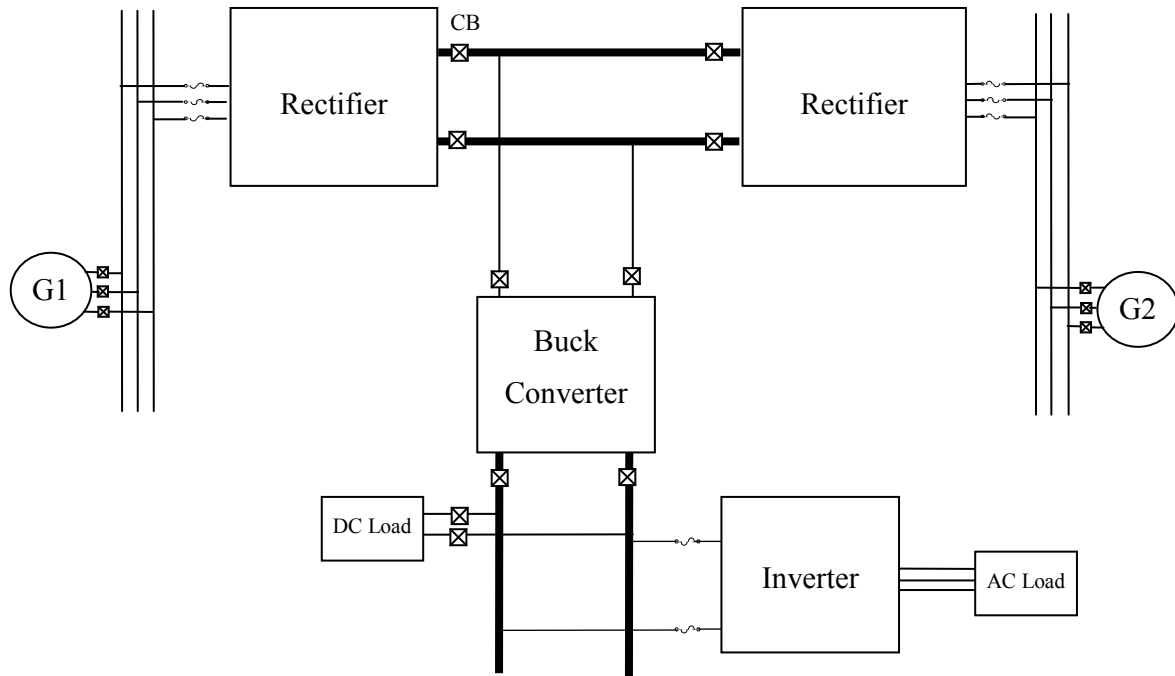 CB
Rectifier
Rectifier
G1
G2
Buck
Converter
DC Load
Inverter
AC Load